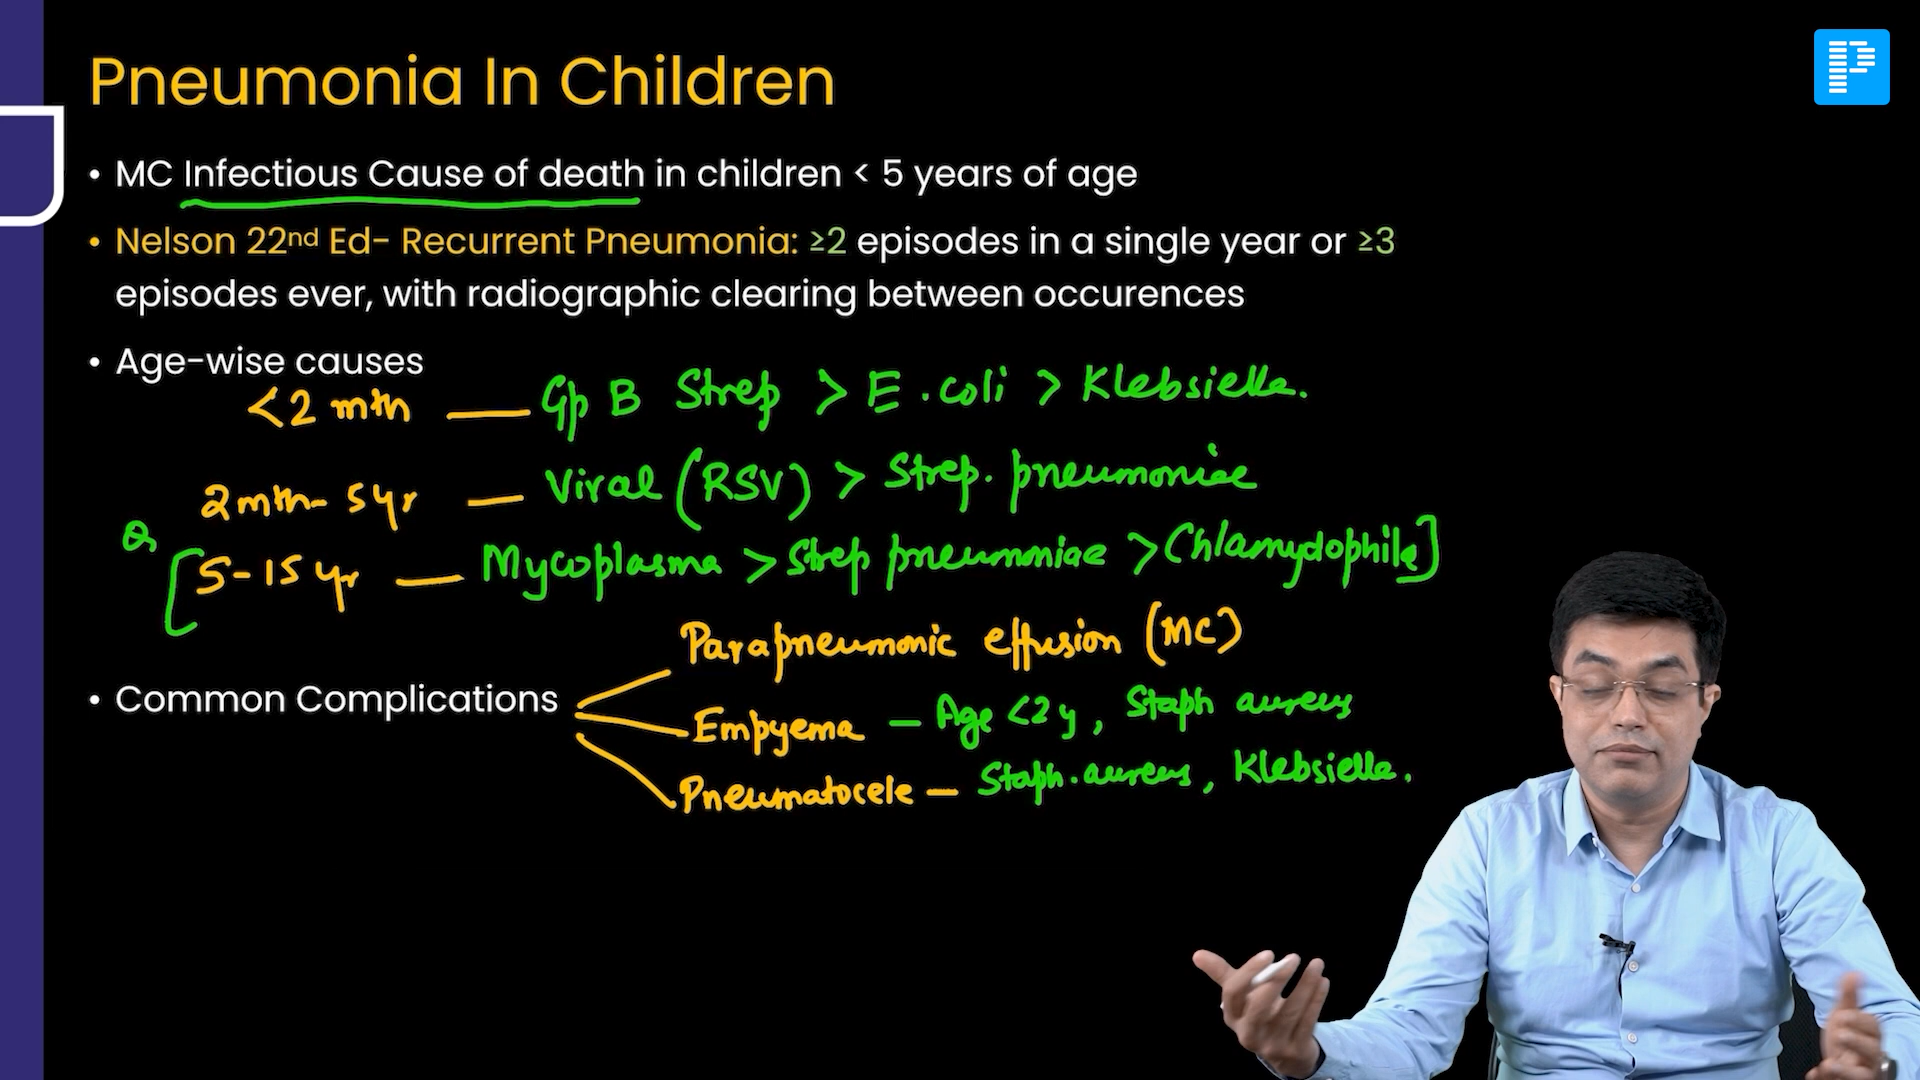 Pneumonia In Children
• MC Infectious Cause of death in children < 5 years of age
• Nelson 22nd Ed- Recurrent Pneumonia: ≥2 episodes in a single year or ≥3
episodes ever, with radiographic clearing between occurences
• Age-wise causes
<2 mth — Gp B Strep > E.coli > Klebsiella.
2mth- 5yr — Viral (RSV) > Strep. pneumoniae
Q
[5-15 yr — Mycoplasma > Strep pneumoniae > Chlamydophila]
Parapneumonic effusion (MC)
• Common Complications
Empyema — Age <2y, Staph aureus
Pneumatocele — Staph. aureus, Klebsiella.